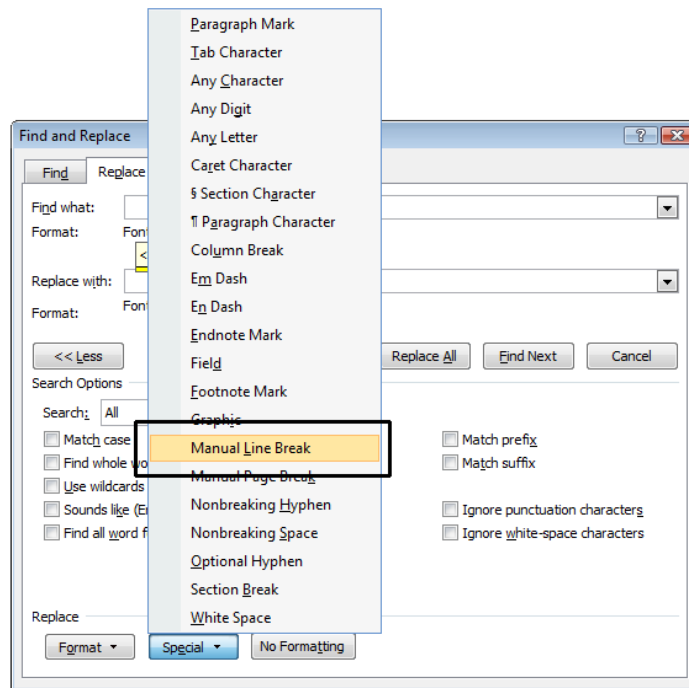 Paragraph Mark
Tab Character
Any Character
Any Digit
Any Letter
Caret Character
§ Section Character
¶ Paragraph Character
Column Break
Em Dash
En Dash
Endnote Mark
Field
Footnote Mark
Graphic
Manual Line Break
Manual Page Break
Nonbreaking Hyphen
Nonbreaking Space
Optional Hyphen
Section Break
White Space
Find and Replace
Find
Replace
Find what:
Format:
Replace with:
Format:
<< Less
Replace All
Find Next
Cancel
Search Options
Search:
All
Match case
Match prefix
Find whole
Match suffix
Use wildcards
Sounds like
Ignore punctuation characters
Find all word
Ignore white-space characters
Replace
Format
Special
No Formatting